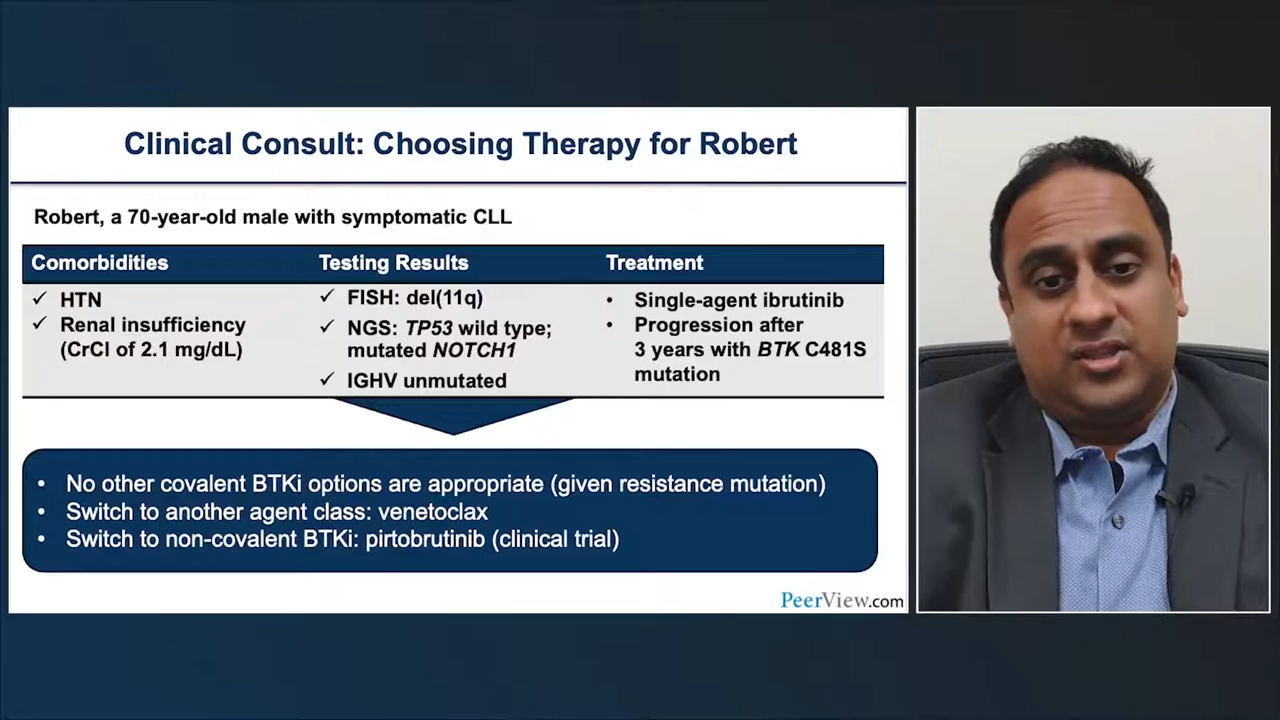 Clinical Consult: Choosing Therapy for Robert
Robert, a 70-year-old male with symptomatic CLL
Comorbidities
✓ HTN
✓ Renal insufficiency
(CrCl of 2.1 mg/dL)
Testing Results
✓ FISH: del(11q)
✓ NGS: TP53 wild type;
mutated NOTCH1
✓ IGHV unmutated
Treatment
• Single-agent ibrutinib
• Progression after
3 years with BTK C481S
mutation
• No other covalent BTKi options are appropriate (given resistance mutation)
• Switch to another agent class: venetoclax
• Switch to non-covalent BTKi: pirtobrutinib (clinical trial)
PeerView.com